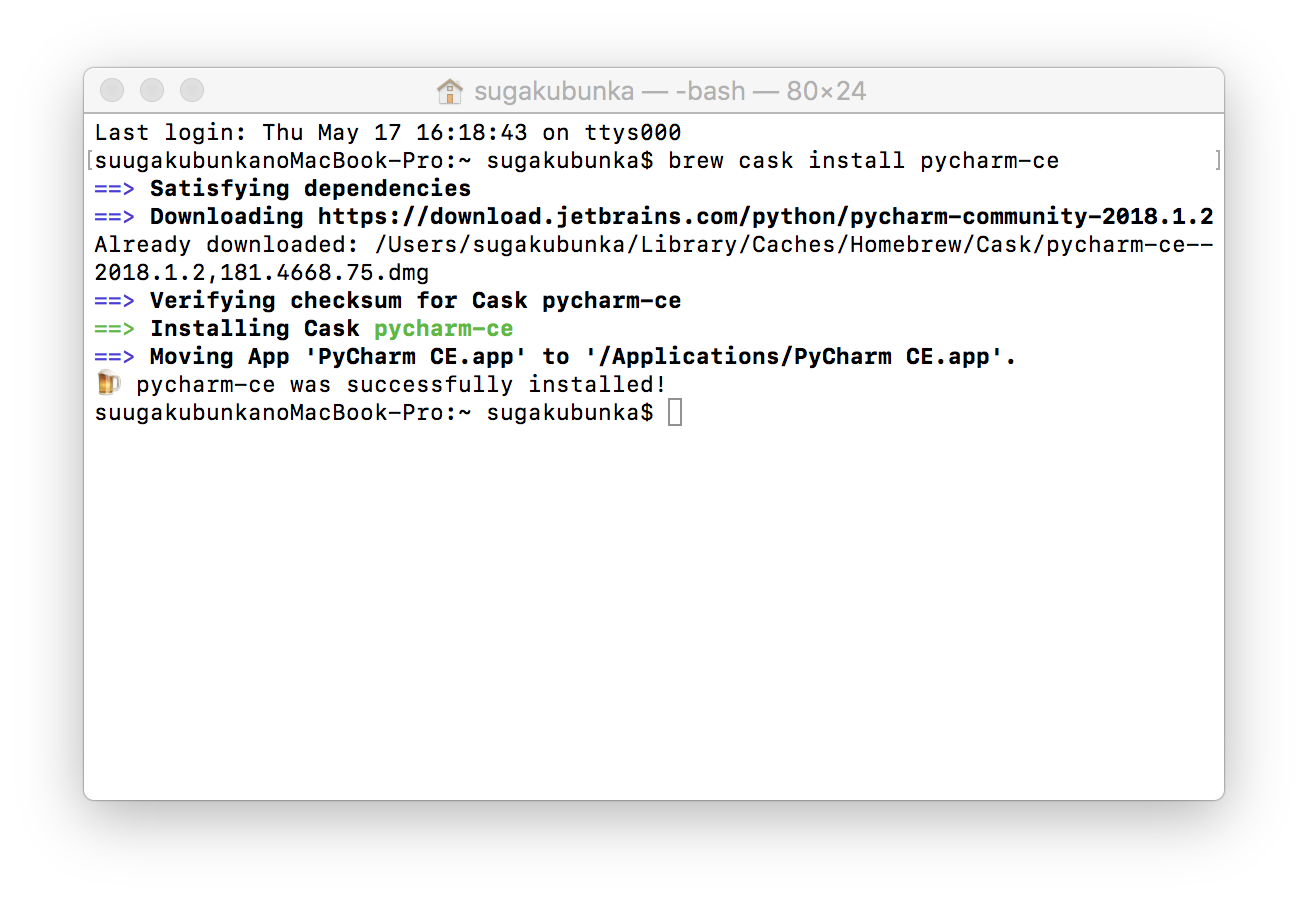 sugakubunka — -bash — 80×24
Last login: Thu May 17 16:18:43 on ttys000
[suugakubunkanoMacBook-Pro:~ sugakubunka$ brew cask install pycharm-ce ]
==> Satisfying dependencies
==> Downloading https://download.jetbrains.com/python/pycharm-community-2018.1.2
Already downloaded: /Users/sugakubunka/Library/Caches/Homebrew/Cask/pycharm-ce--
2018.1.2,181.4668.75.dmg
==> Verifying checksum for Cask pycharm-ce
==> Installing Cask pycharm-ce
==> Moving App 'PyCharm CE.app' to '/Applications/PyCharm CE.app'.
🍺 pycharm-ce was successfully installed!
suugakubunkanoMacBook-Pro:~ sugakubunka$